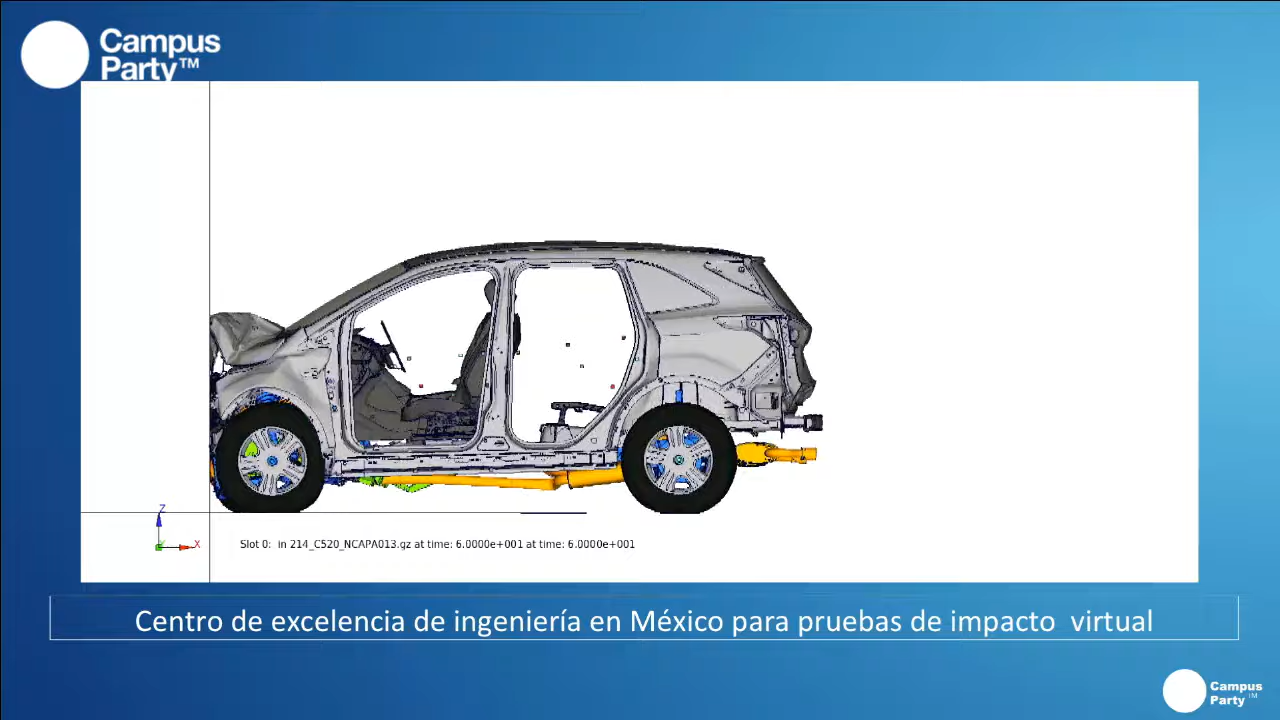 Campus
Party™
Z
Y
X
Slot 0: in 214_C520_NCAPA013.gz at time: 6.0000e+001 at time: 6.0000e+001
Centro de excelencia de ingeniería en México para pruebas de impacto virtual
Campus
Party™